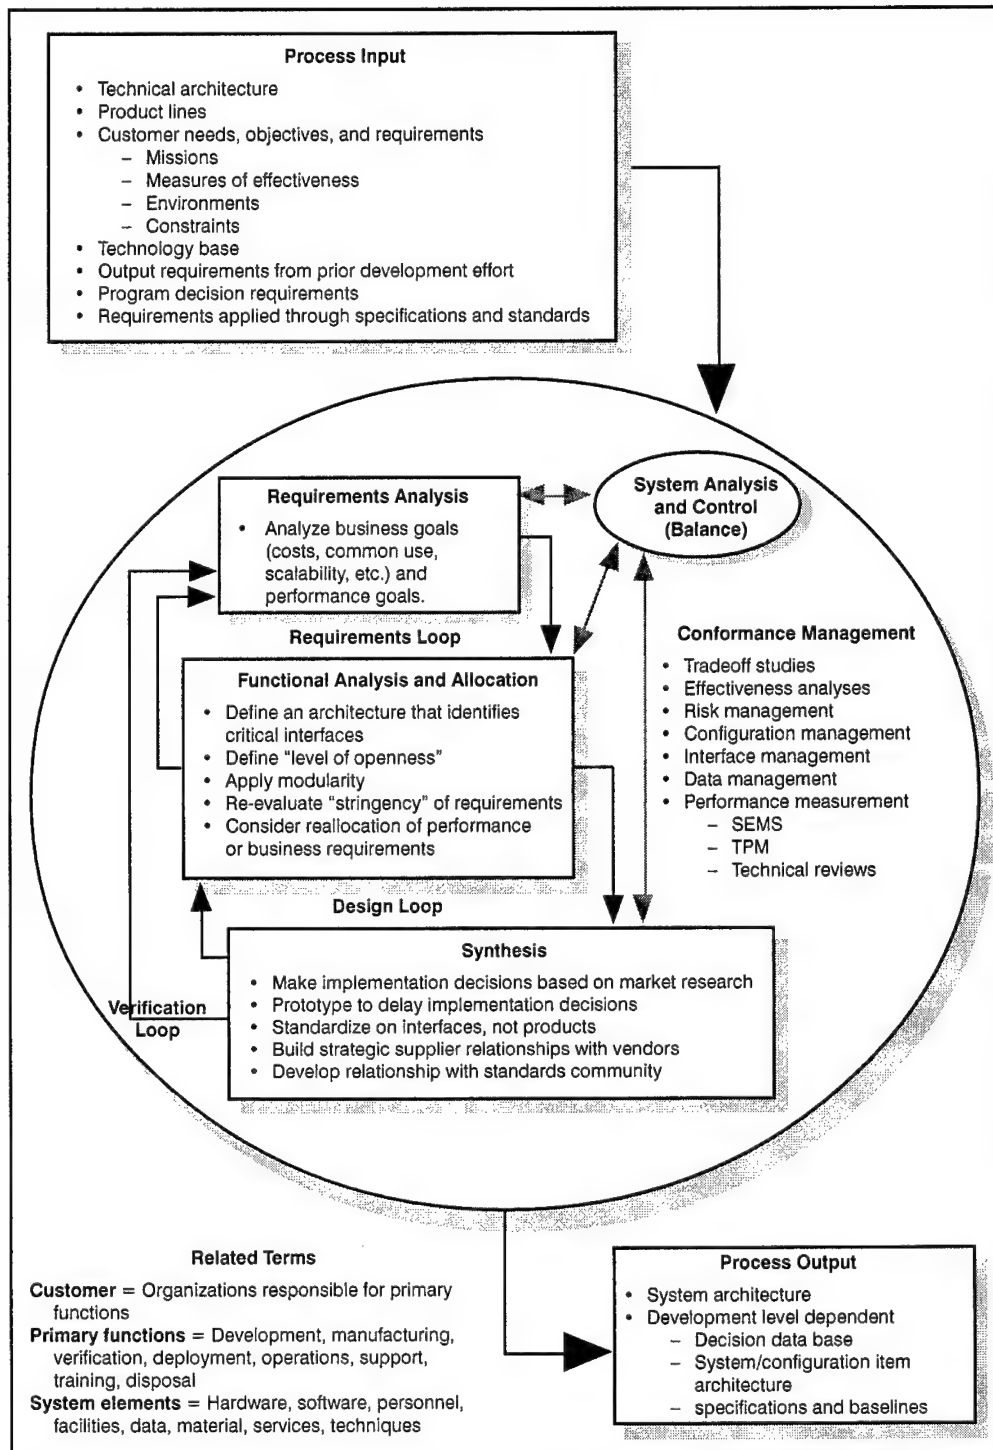 Process Input
• Technical architecture
• Product lines
• Customer needs, objectives, and requirements
– Missions
– Measures of effectiveness
– Environments
– Constraints
• Technology base
• Output requirements from prior development effort
• Program decision requirements
• Requirements applied through specifications and standards
Requirements Analysis
• Analyze business goals
(costs, common use,
scalability, etc.) and
performance goals.
System Analysis
and Control
(Balance)
Requirements Loop
Functional Analysis and Allocation
• Define an architecture that identifies
critical interfaces
• Define “level of openness”
• Apply modularity
• Re-evaluate “stringency” of requirements
• Consider reallocation of performance
or business requirements
Conformance Management
• Tradeoff studies
• Effectiveness analyses
• Risk management
• Configuration management
• Interface management
• Data management
• Performance measurement
– SEMS
– TPM
– Technical reviews
Design Loop
Synthesis
• Make implementation decisions based on market research
• Prototype to delay implementation decisions
• Standardize on interfaces, not products
• Build strategic supplier relationships with vendors
• Develop relationship with standards community
Verification
Loop
Related Terms
Customer = Organizations responsible for primary
functions
Primary functions = Development, manufacturing,
verification, deployment, operations, support,
training, disposal
System elements = Hardware, software, personnel,
facilities, data, material, services, techniques
Process Output
• System architecture
• Development level dependent
– Decision data base
– System/configuration item
architecture
– specifications and baselines